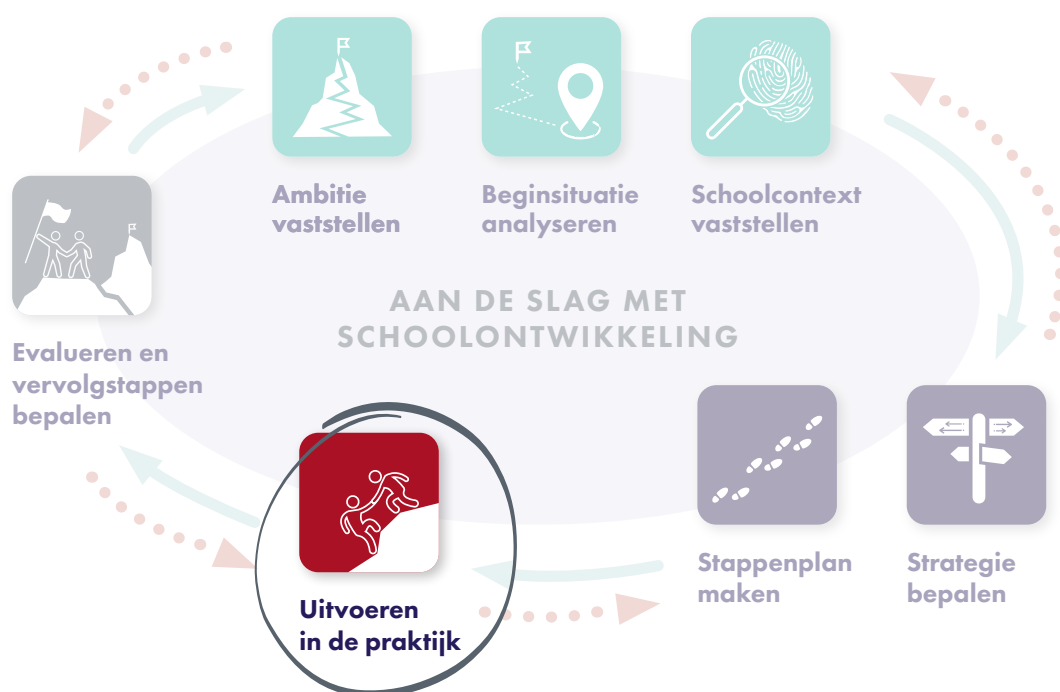 Ambitie
vaststellen
Beginsituatie
analyseren
Schoolcontext
vaststellen
AAN DE SLAG MET
SCHOOLONTWIKKELING
Evalueren en
vervolgstappen
bepalen
Uitvoeren
in de praktijk
Stappenplan
maken
Strategie
bepalen